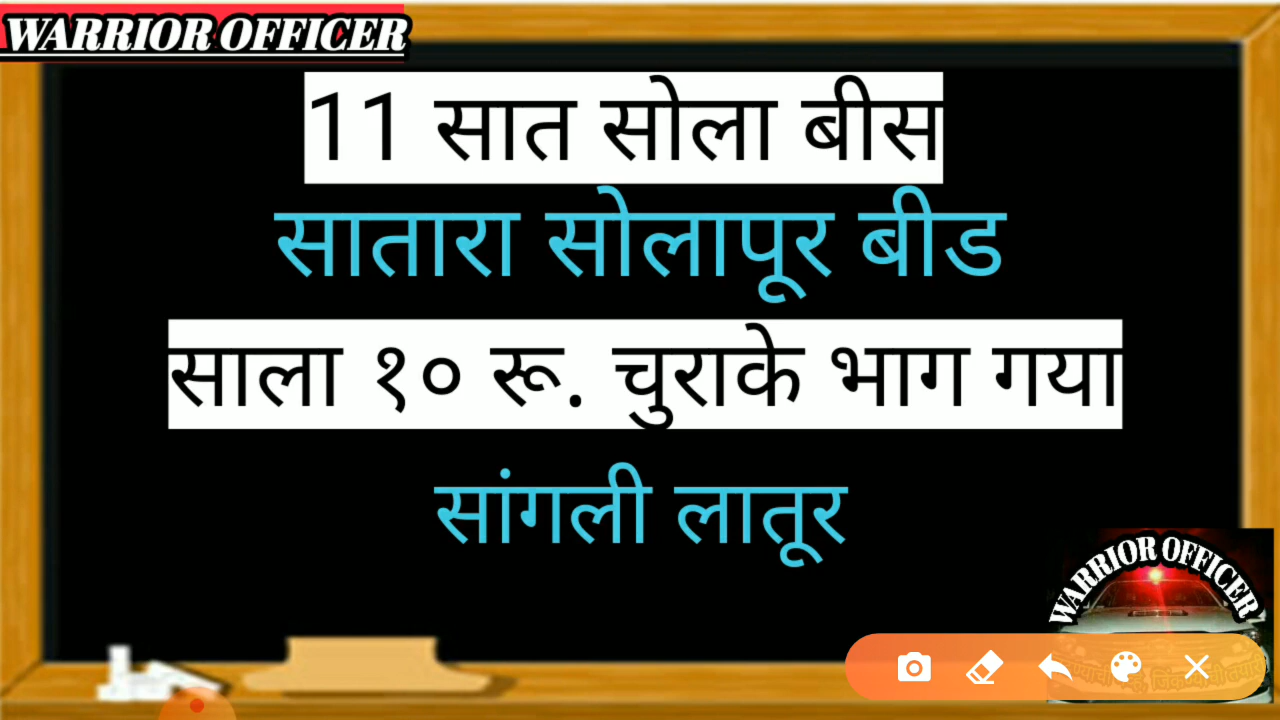 WARRIOR OFFICER
11 सात सोला बीस
सातारा सोलापूर बीड
साला १० रू. चुराके भाग गया
सांगली लातूर
WARRIOR OFFICER